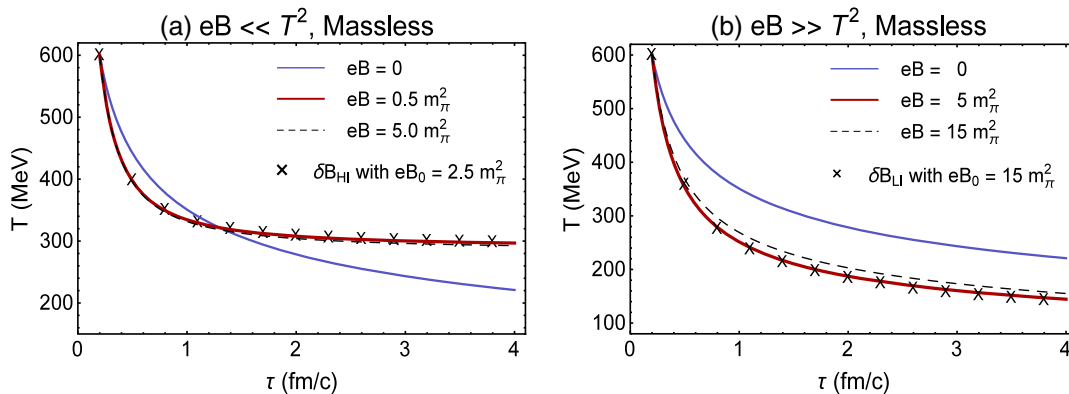 (a) eB << T², Massless
600
500
400
300
200
T (MeV)
eB = 0
eB = 0.5 m²π
eB = 5.0 m²π
× δB_HI with eB₀ = 2.5 m²π
0 1 2 3 4
τ (fm/c)
(b) eB >> T², Massless
600
500
400
300
200
100
T (MeV)
eB = 0
eB = 5 m²π
eB = 15 m²π
× δB_LI with eB₀ = 15 m²π
0 1 2 3 4
τ (fm/c)